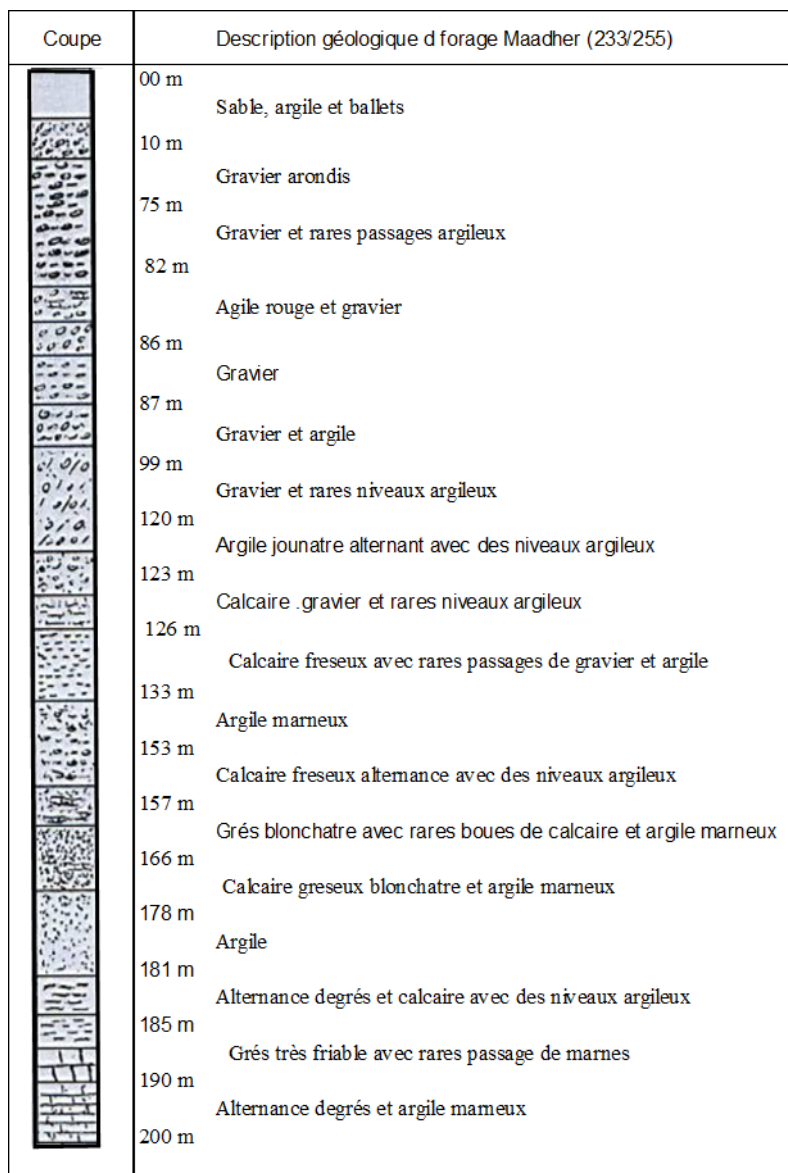 Coupe
Description géologique d forage Maadher (233/255)
00 m
Sable, argile et ballets
10 m
Gravier arondis
75 m
Gravier et rares passages argileux
82 m
Agile rouge et gravier
86 m
Gravier
87 m
Gravier et argile
99 m
Gravier et rares niveaux argileux
120 m
Argile jounatre alternant avec des niveaux argileux
123 m
Calcaire .gravier et rares niveaux argileux
126 m
Calcaire freseux avec rares passages de gravier et argile
133 m
Argile marneux
153 m
Calcaire freseux alternance avec des niveaux argileux
157 m
Grés blonchatre avec rares boues de calcaire et argile marneux
166 m
Calcaire greseux blonchatre et argile marneux
178 m
Argile
181 m
Alternance degrés et calcaire avec des niveaux argileux
185 m
Grés très friable avec rares passage de marnes
190 m
Alternance degrés et argile marneux
200 m